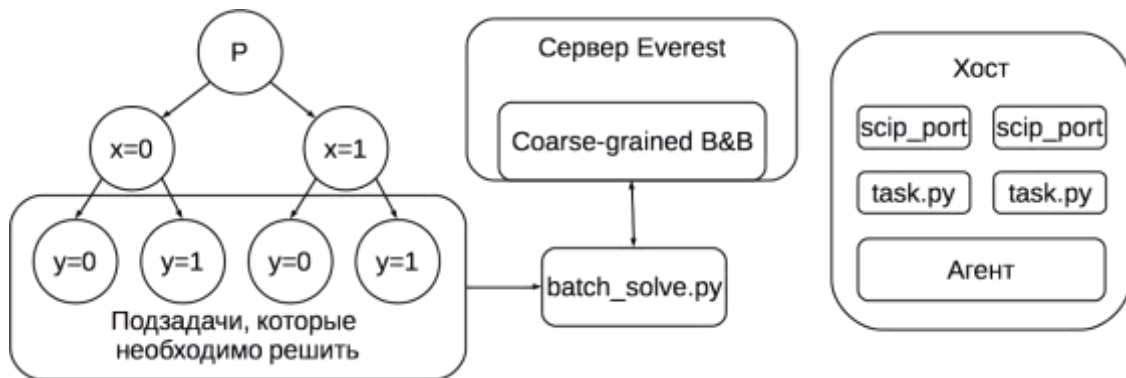 P
x=0
x=1
y=0
y=1
y=0
y=1
Подзадачи, которые
необходимо решить
Сервер Everest
Coarse-grained B&B
batch_solve.py
Хост
scip_port
scip_port
task.py
task.py
Агент